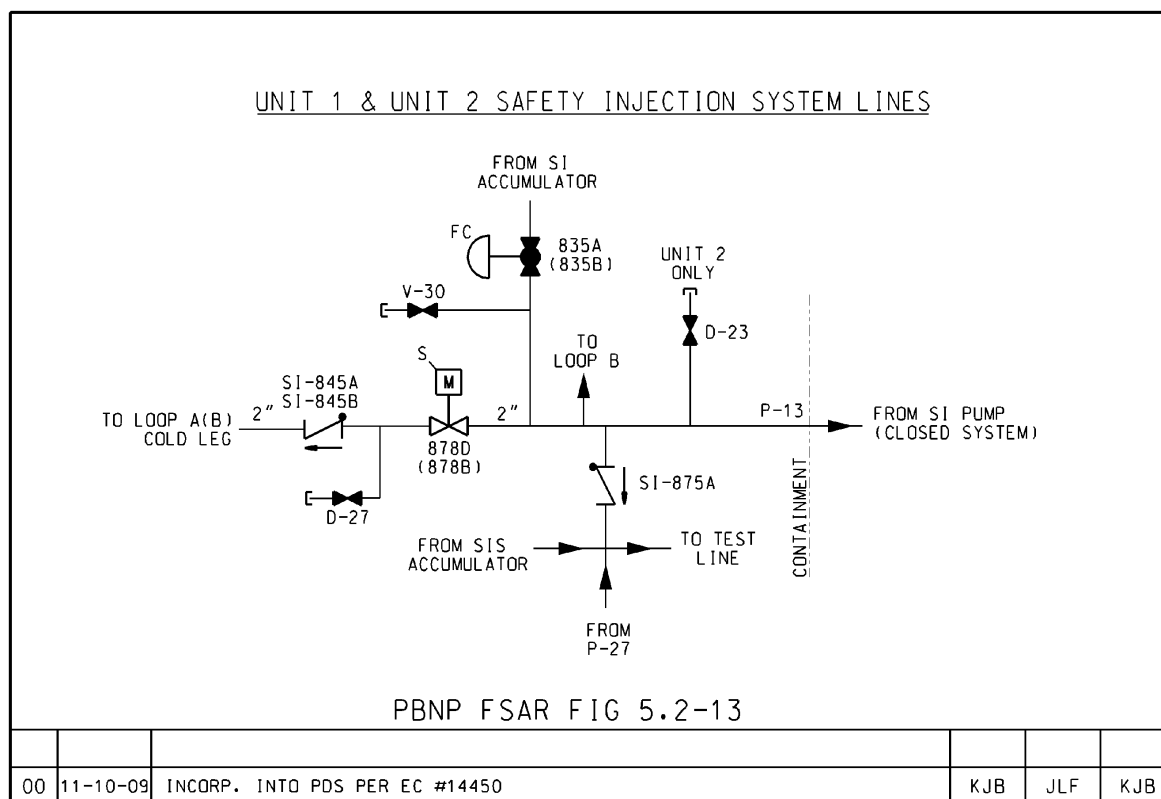 UNIT 1 & UNIT 2 SAFETY INJECTION SYSTEM LINES
FROM SI
ACCUMULATOR
FC
835A
(835B)
UNIT 2
ONLY
V-30
D-23
TO
LOOP B
S
M
SI-845A
SI-845B
TO LOOP A(B)
COLD LEG
2"
2"
P-13
FROM SI PUMP
(CLOSED SYSTEM)
878D
(878B)
SI-875A
D-27
CONTAINMENT
FROM SIS
ACCUMULATOR
TO TEST
LINE
FROM
P-27
PBNP FSAR FIG 5.2-13
00 11-10-09 INCORP. INTO PDS PER EC #14450 KJB JLF KJB